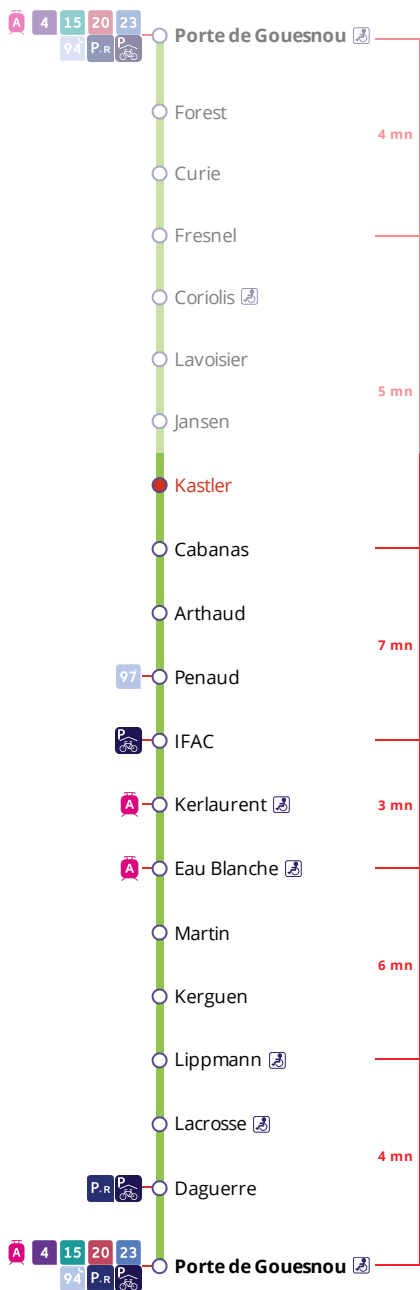 A 4 15 20 23 Porte de Gouesnou
94 P+R P
Forest
4 mn
Curie
Fresnel
Coriolis
Lavoisier
5 mn
Jansen
Kastler
Cabanas
Arthaud
7 mn
97 Penaud
P IFAC
A Kerlaurent
3 mn
A Eau Blanche
Martin
6 mn
Kerguen
Lippmann
Lacrosse
4 mn
P+R P Daguerre
A 4 15 20 23 Porte de Gouesnou
94 P+R P